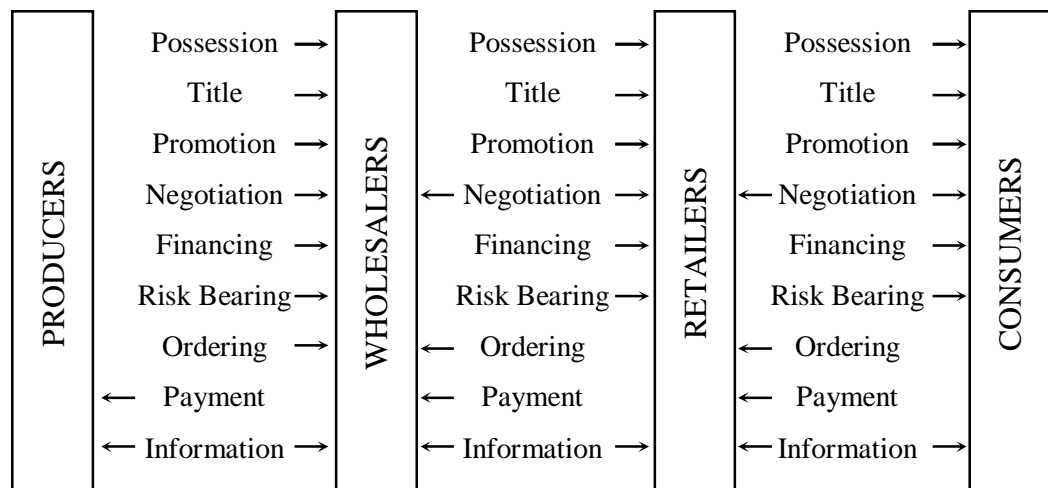 PRODUCERS
Possession
Title
Promotion
Negotiation
Financing
Risk Bearing
Ordering
Payment
Information
WHOLESALERS
Possession
Title
Promotion
Negotiation
Financing
Risk Bearing
Ordering
Payment
Information
RETAILERS
Possession
Title
Promotion
Negotiation
Financing
Risk Bearing
Ordering
Payment
Information
CONSUMERS